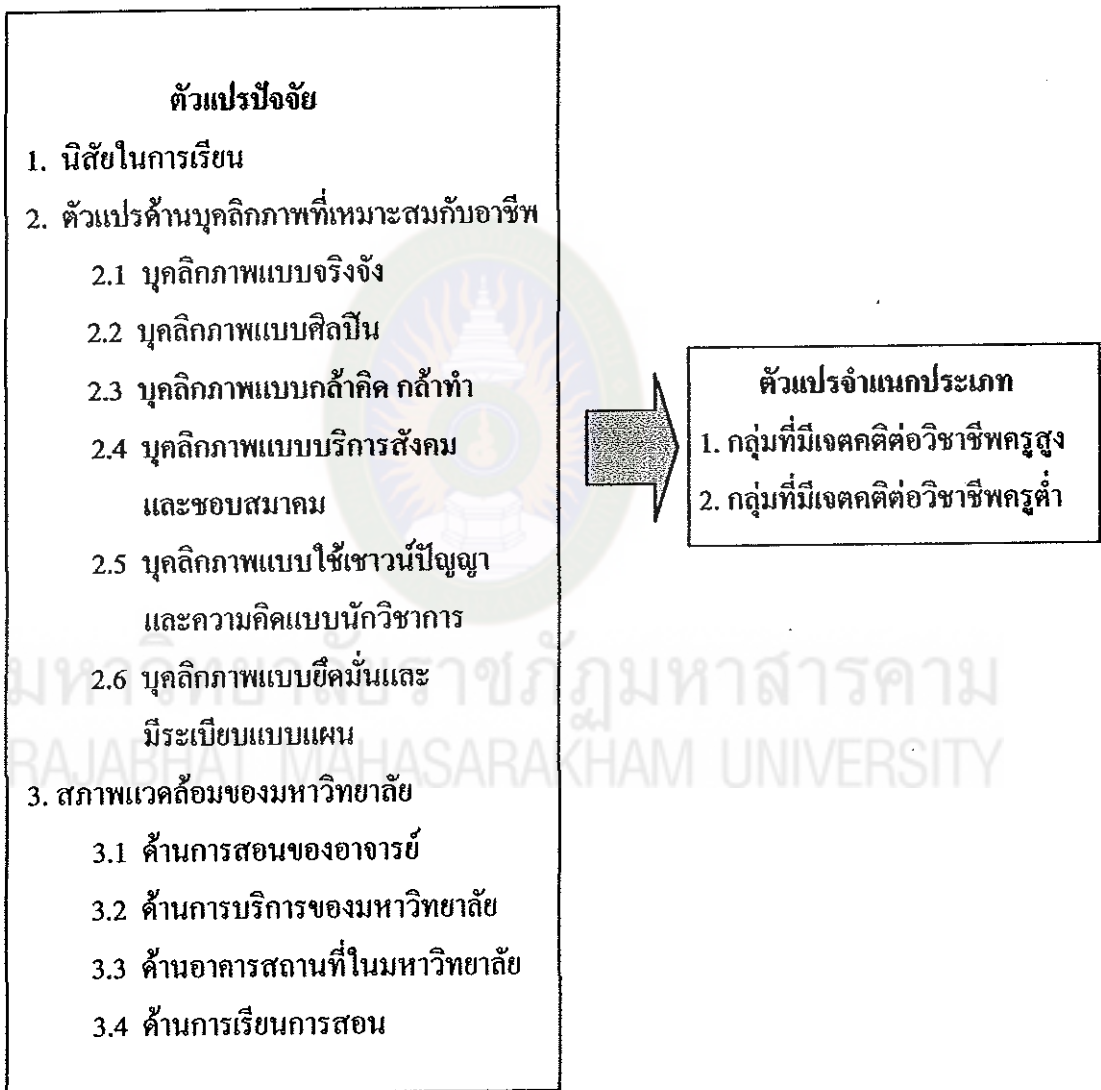 ตัวแปรปัจจัย
1. นิสัยในการเรียน
2. ตัวแปรด้านบุคลิกภาพที่เหมาะสมกับอาชีพ
2.1 บุคลิกภาพแบบจริงจัง
2.2 บุคลิกภาพแบบศิลปิน
2.3 บุคลิกภาพแบบกล้าคิด กล้าทำ
2.4 บุคลิกภาพแบบบริการสังคม
และชอบสมาคม
2.5 บุคลิกภาพแบบใช้เชาวน์ปัญญา
และความคิดแบบนักวิชาการ
2.6 บุคลิกภาพแบบยึดมั่นและ
มีระเบียบแบบแผน
3. สภาพแวดล้อมของมหาวิทยาลัย
3.1 ด้านการสอนของอาจารย์
3.2 ด้านการบริการของมหาวิทยาลัย
3.3 ด้านอาคารสถานที่ในมหาวิทยาลัย
3.4 ด้านการเรียนการสอน
ตัวแปรจำแนกประเภท
1. กลุ่มที่มีเจตคติต่อวิชาชีพครูสูง
2. กลุ่มที่มีเจตคติต่อวิชาชีพครูต่ำ
มหาวิทยาลัยราชภัฏมหาสารคาม
RAJABHAT MAHASARAKHAM UNIVERSITY